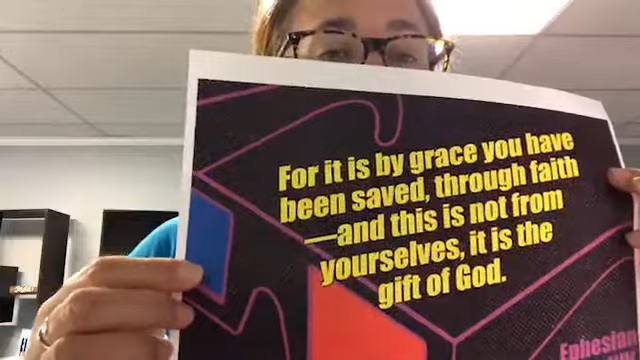 For it is by grace you have
been saved, through faith
—and this is not from
yourselves, it is the
gift of God.
Ephesian